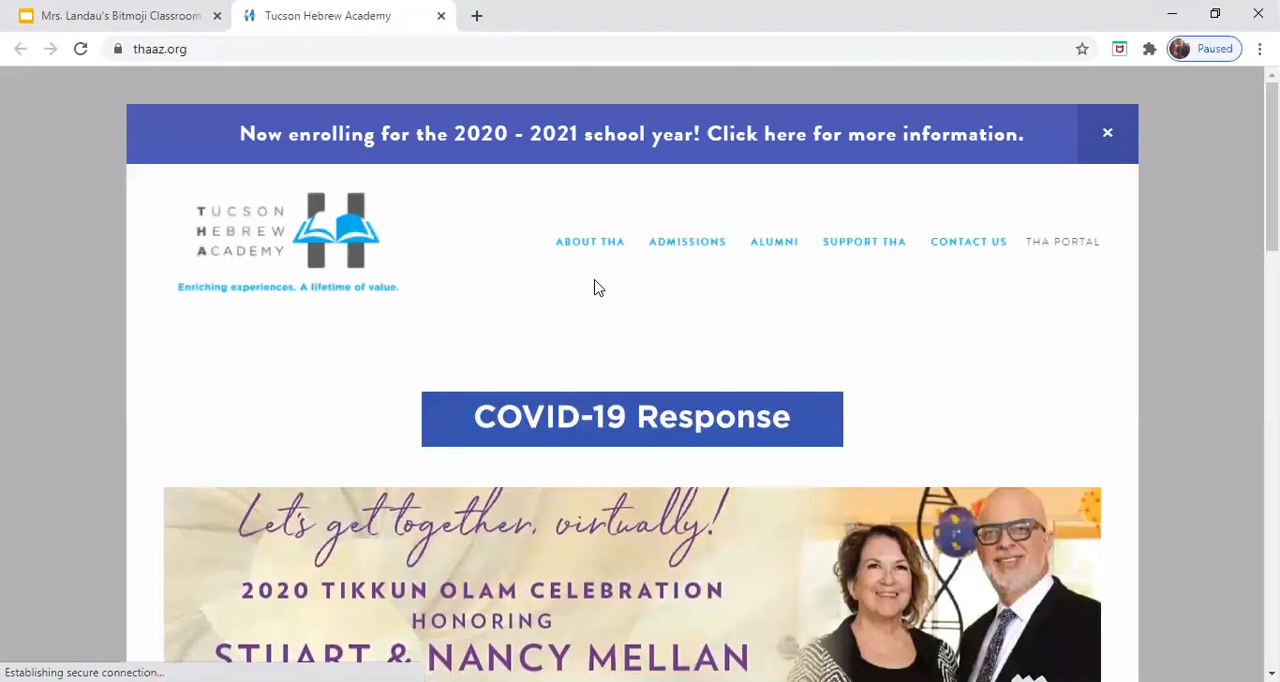 Mrs. Landau's Bitmoji Classroom
Tucson Hebrew Academy
thaaz.org
Paused
Now enrolling for the 2020 - 2021 school year! Click here for more information.
TUCSON
HEBREW
ACADEMY
Enriching experiences. A lifetime of value.
ABOUT THA
ADMISSIONS
ALUMNI
SUPPORT THA
CONTACT US
THA PORTAL
COVID-19 Response
Let's get together, virtually!
2020 TIKKUN OLAM CELEBRATION
HONORING
STUART & NANCY MELLAN
Establishing secure connection...